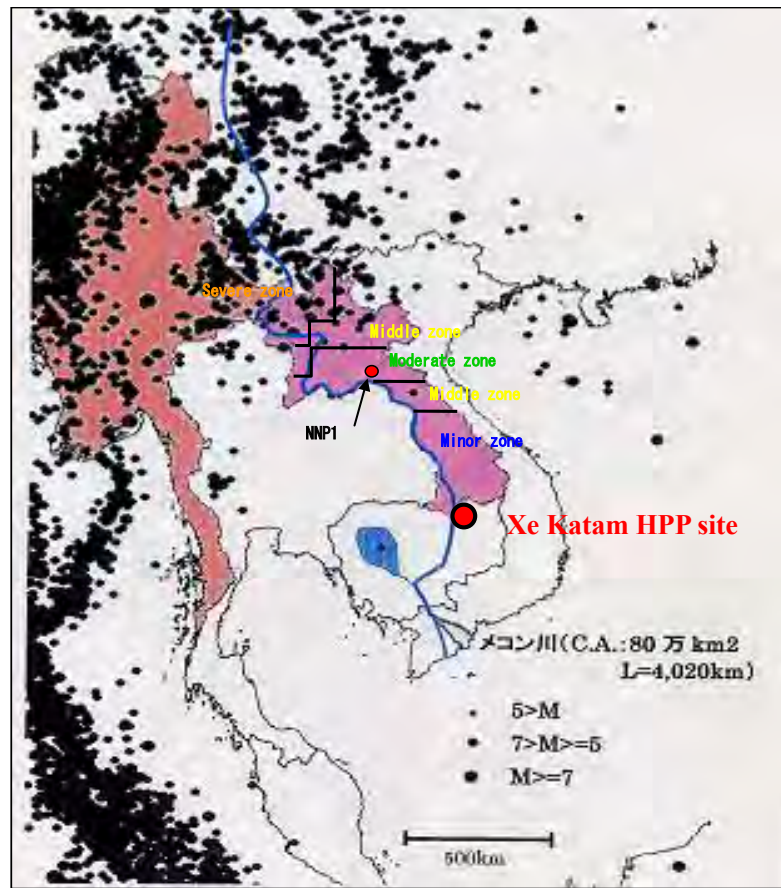 Severe zone
Middle zone
Moderate zone
Middle zone
NNP1
Minor zone
Xe Katam HPP site
メコン川(C.A.:80 万 km2
L=4,020km)
5>M
7>M>=5
M>=7
500km